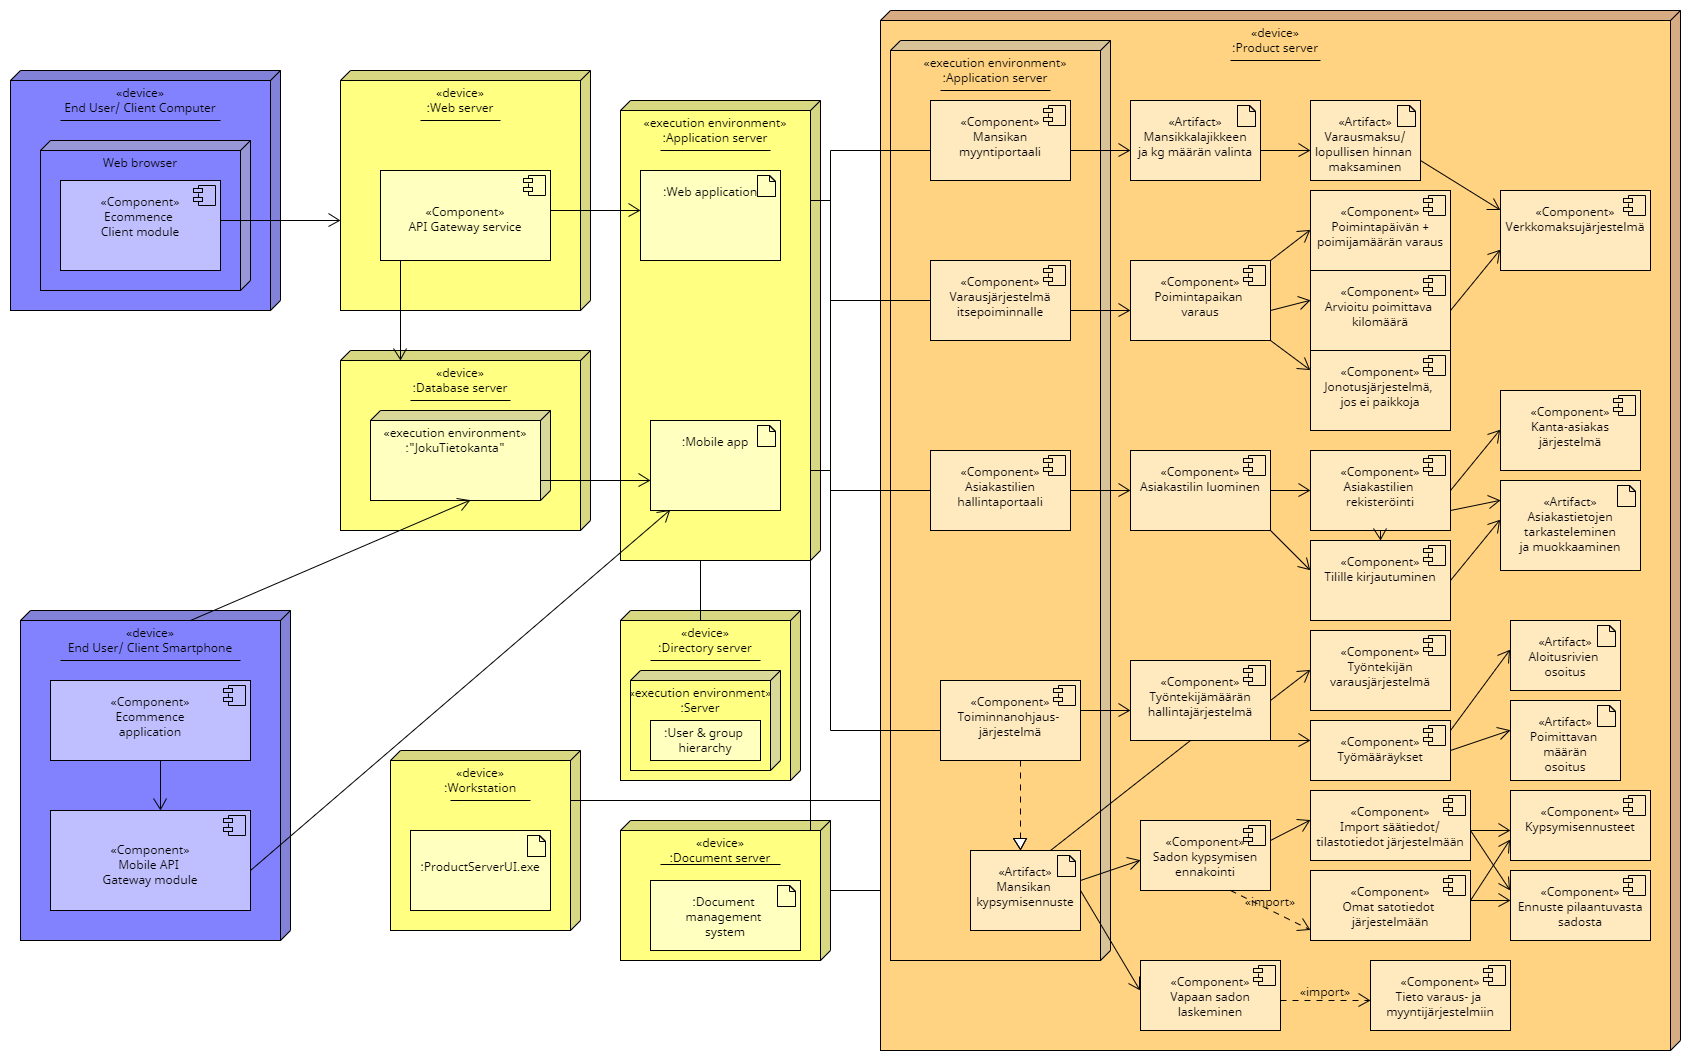 «device»
End User/ Client Computer
Web browser
«Component»
Ecommence
Client module
«device»
:Web server
«Component»
API Gateway service
«device»
:Database server
«execution environment»
:"JokuTietokanta"
«execution environment»
:Application server
:Web application
:Mobile app
«device»
End User/ Client Smartphone
«Component»
Ecommence
application
«Component»
Mobile API
Gateway module
«device»
:Directory server
«execution environment»
:Server
:User & group
hierarchy
«device»
:Workstation
:ProductServerUI.exe
«device»
:Document server
:Document
management
system
«device»
:Product server
«execution environment»
:Application server
«Component»
Mansikan
myyntiportaali
«Artifact»
Mansikkalajikkeen
ja kg määrän valinta
«Artifact»
Varausmaksu/
lopullisen hinnan
maksaminen
«Component»
Verkkomaksujärjestelmä
«Component»
Varausjärjestelmä
itsepoiminnalle
«Component»
Poimintapaikan
varaus
«Component»
Poimintapäivän +
poimijamäärän varaus
«Component»
Arvioitu poimittava
kilomäärä
«Component»
Jonotusjärjestelmä,
jos ei paikkoja
«Component»
Asiakastilien
hallintaportaali
«Component»
Asiakastilin luominen
«Component»
Asiakastilien
rekisteröinti
«Component»
Tilille kirjautuminen
«Component»
Kanta-asiakas
järjestelmä
«Artifact»
Asiakastietojen
tarkasteleminen
ja muokkaaminen
«Component»
Toiminnanohjaus-
järjestelmä
«Component»
Työntekijämäärän
hallintajärjestelmä
«Component»
Työntekijän
varausjärjestelmä
«Component»
Työmääräykset
«Artifact»
Aloitusrivien
osoitus
«Artifact»
Poimittavan
määrän
osoitus
«Artifact»
Mansikan
kypsymisennuste
«Component»
Sadon kypsymisen
ennakointi
«import»
«Component»
Import säätiedot/
tilastotiedot järjestelmään
«Component»
Omat satotiedot
järjestelmään
«Component»
Kypsymisennusteet
«Component»
Ennuste pilaantuvasta
sadosta
«Component»
Vapaan sadon
laskeminen
«import»
«Component»
Tieto varaus- ja
myyntijärjestelmiin